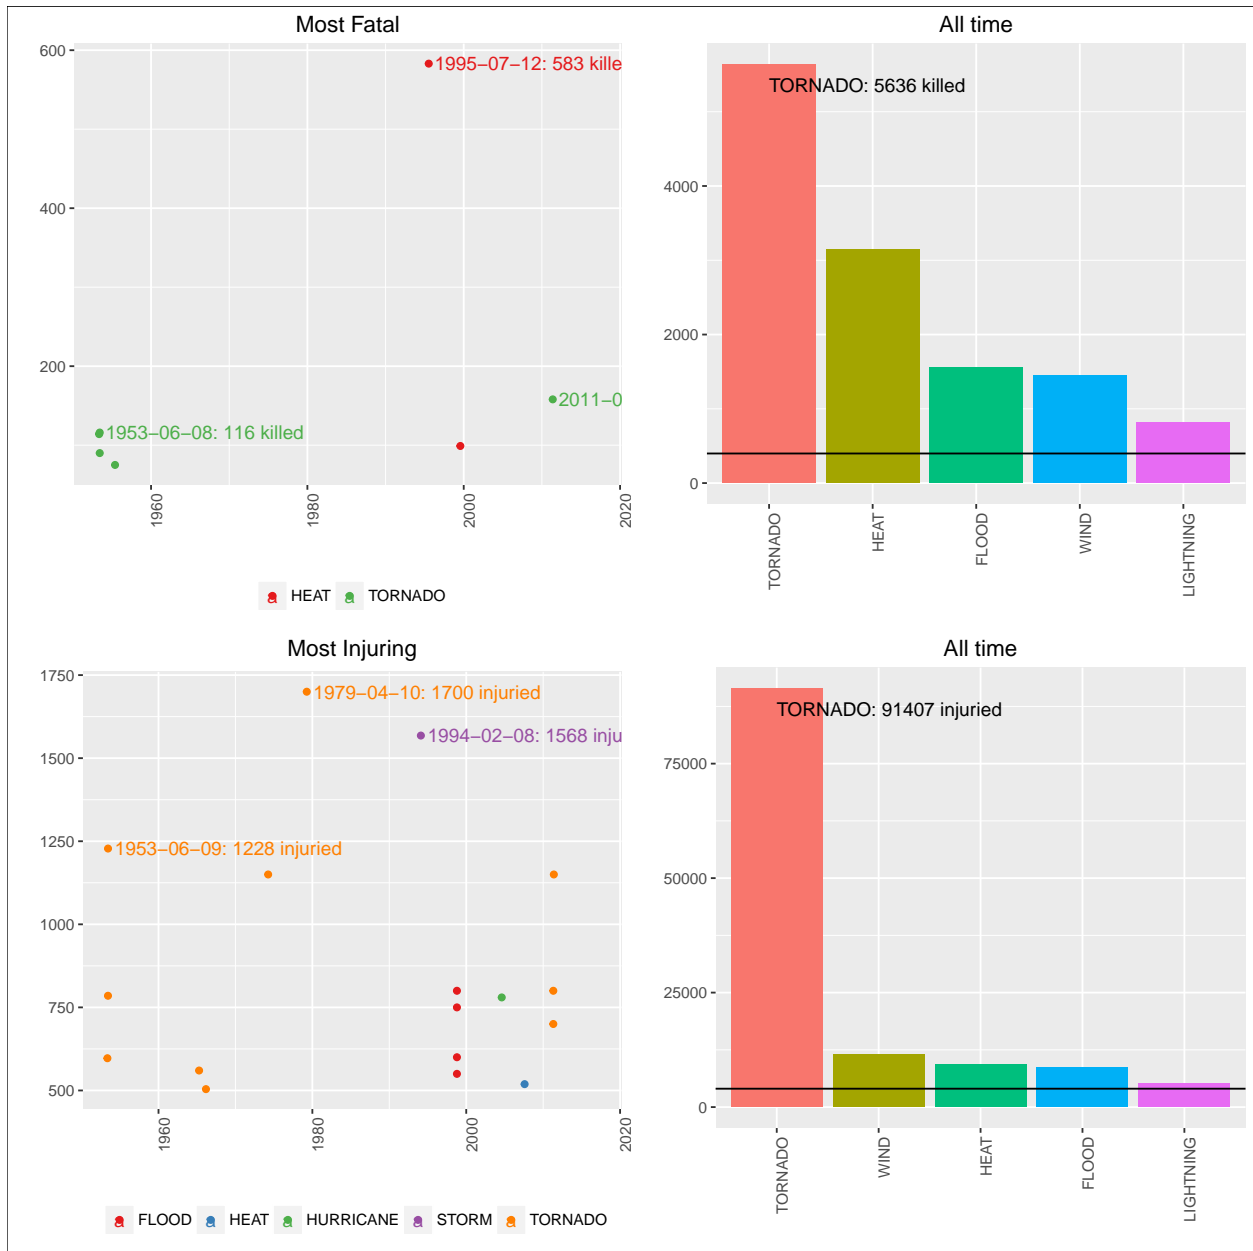 Most Fatal
600
400
200
1995−07−12: 583 kille
2011−0
1953−06−08: 116 killed
1960
1980
2000
2020
HEAT
TORNADO
All time
TORNADO: 5636 killed
4000
2000
0
TORNADO
HEAT
FLOOD
WIND
LIGHTNING
Most Injuring
1750
1500
1250
1000
750
500
1979−04−10: 1700 injuried
1994−02−08: 1568 inju
1953−06−09: 1228 injuried
1960
1980
2000
2020
FLOOD
HEAT
HURRICANE
STORM
TORNADO
All time
TORNADO: 91407 injuried
75000
50000
25000
0
TORNADO
WIND
HEAT
FLOOD
LIGHTNING